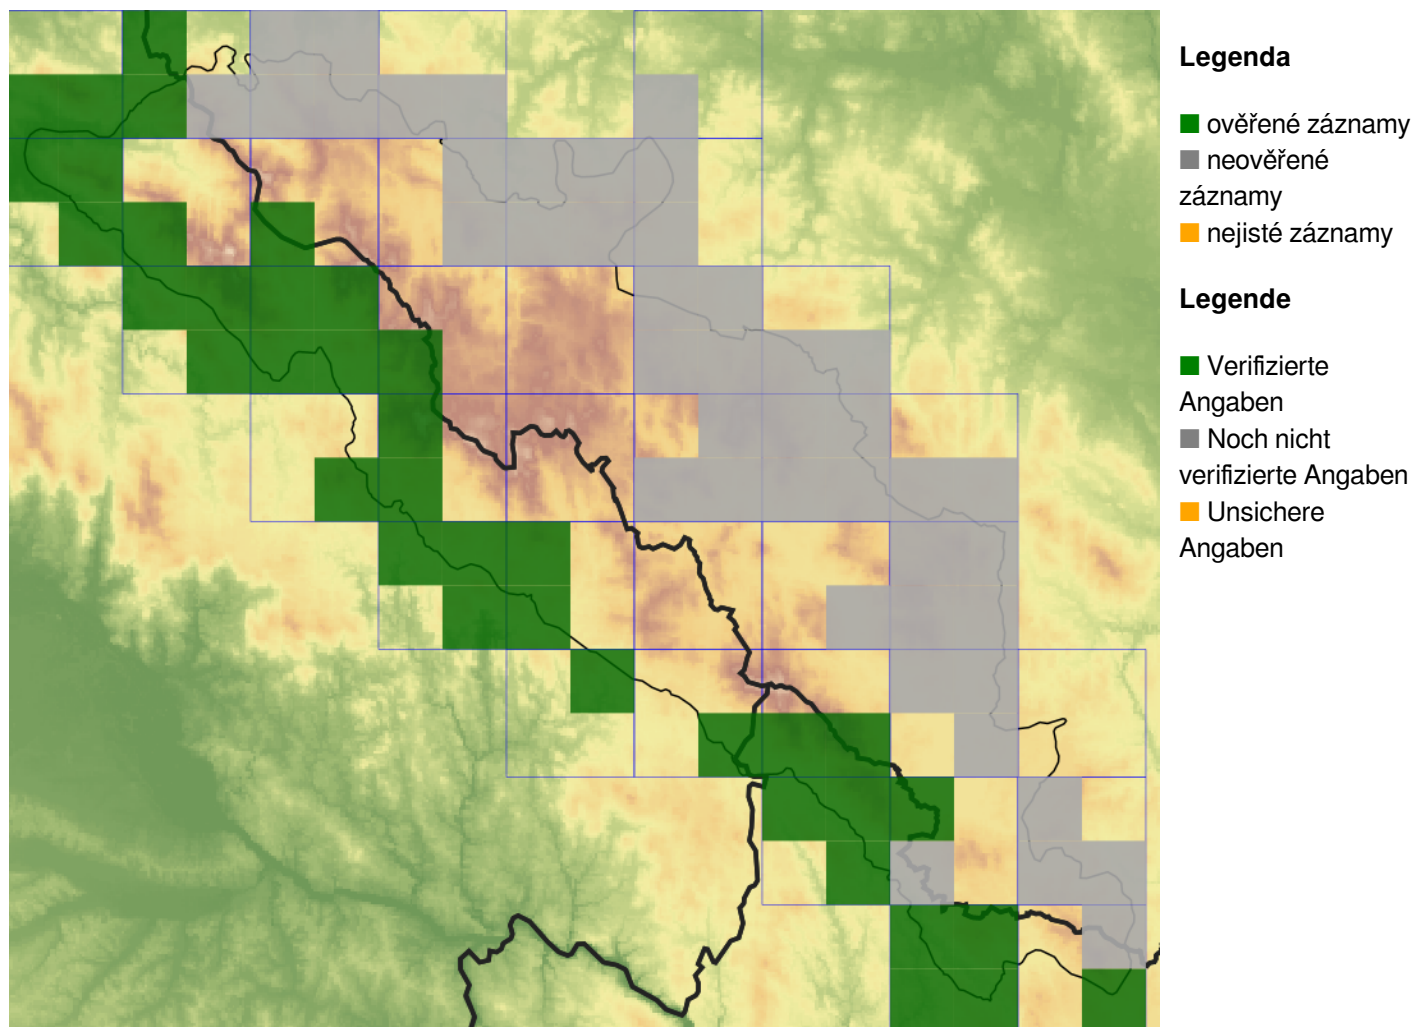 Legenda
ověřené záznamy
neověřené
záznamy
nejisté záznamy
Legende
Verifizierte
Angaben
Noch nicht
verifizierte Angaben
Unsichere
Angaben